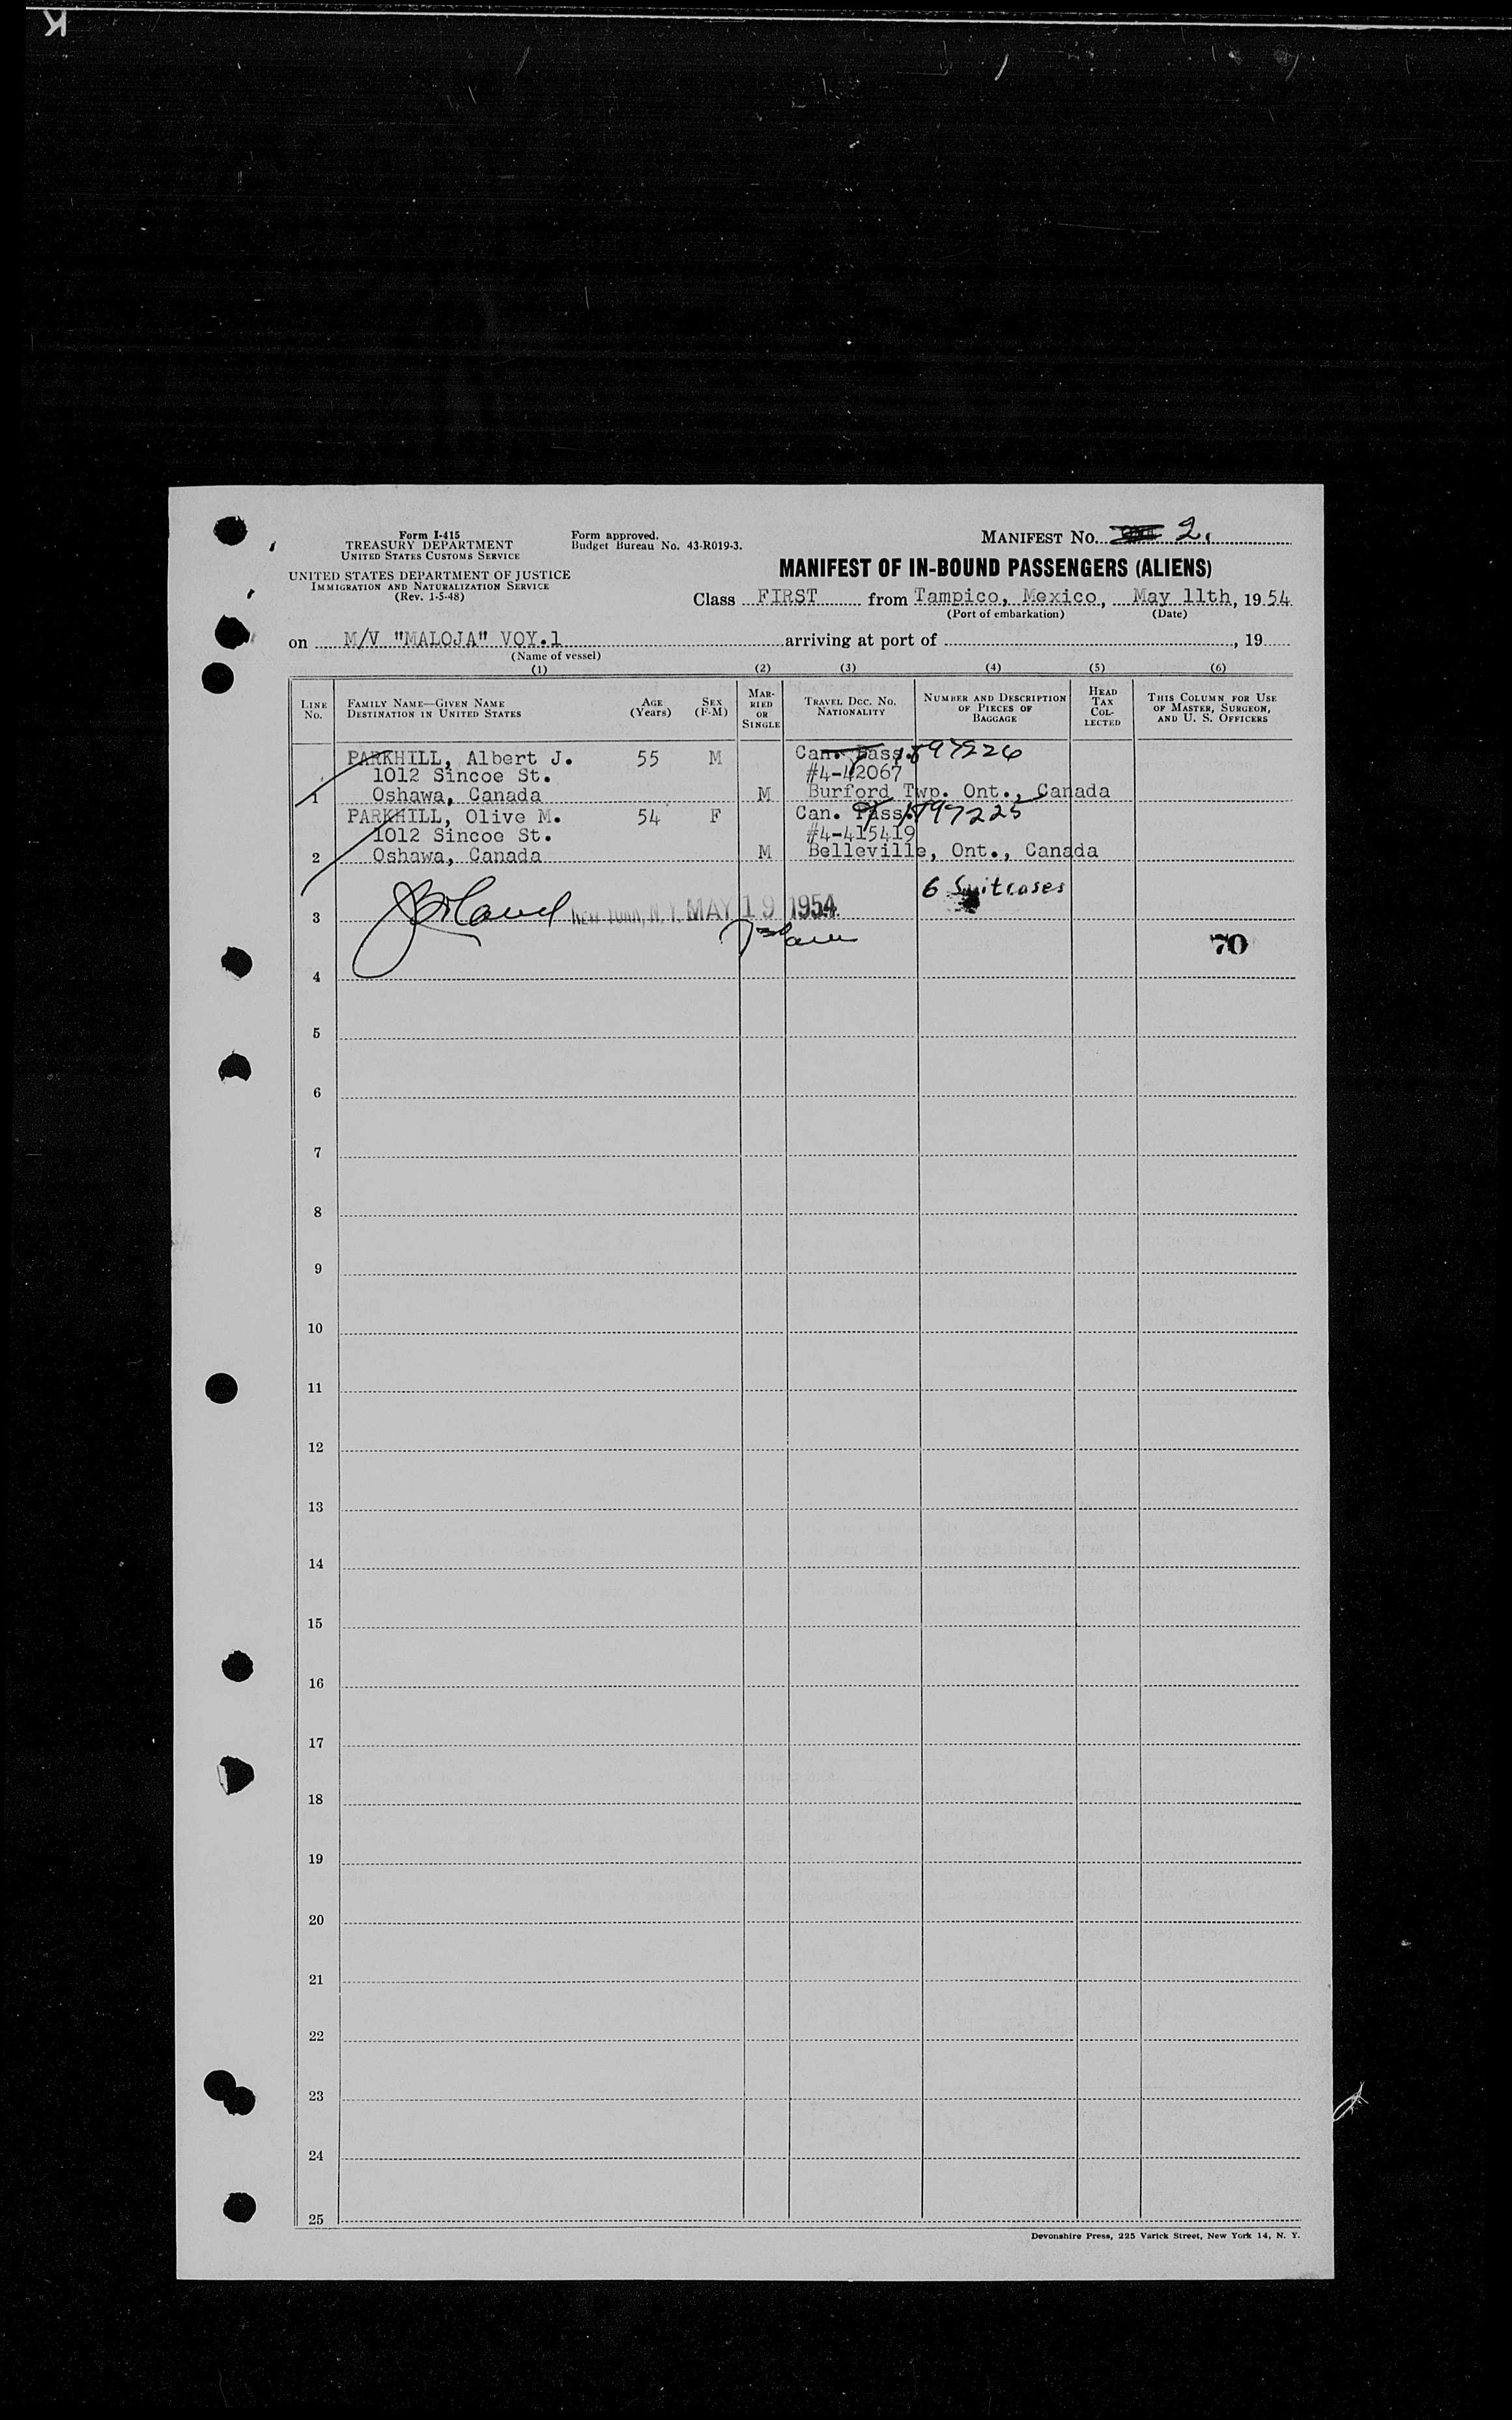 Form I-415
TREASURY DEPARTMENT
UNITED STATES CUSTOMS SERVICE
UNITED STATES DEPARTMENT OF JUSTICE
IMMIGRATION AND NATURALIZATION SERVICE
(Rev. 1-5-48)
Form approved.
Budget Bureau No. 43-R019-3.
MANIFEST No. 2.
MANIFEST OF IN-BOUND PASSENGERS (ALIENS)
Class FIRST from Tampico, Mexico, May 11th, 1954
(Port of embarkation) (Date)
on M/V "MALOJA" VOY.1 arriving at port of , 19
(Name of vessel)
(1) (2) (3) (4) (5) (6)
LINE No.
FAMILY NAME—GIVEN NAME
DESTINATION IN UNITED STATES
AGE (Years)
SEX (F-M)
MARRIED OR SINGLE
TRAVEL DOC. NO.
NATIONALITY
NUMBER AND DESCRIPTION OF PIECES OF BAGGAGE
HEAD TAX COLLECTED
THIS COLUMN FOR USE OF MASTER, SURGEON, AND U. S. OFFICERS
PARKHILL, Albert J. 55 M Can. Pass.
1012 Sincoe St. #4-42067
1 Oshawa, Canada M Burford Twp. Ont., Canada
PARKHILL, Olive M. 54 F Can. Pass. 1797225
1012 Sincoe St. #4-415419
2 Oshawa, Canada M Belleville, Ont., Canada
6 Suitcases
3 NEW YORK, N.Y. MAY 19 1954
70
4
5
6
7
8
9
10
11
12
13
14
15
16
17
18
19
20
21
22
23
24
25
Devonshire Press, 225 Varick Street, New York 14, N. Y.